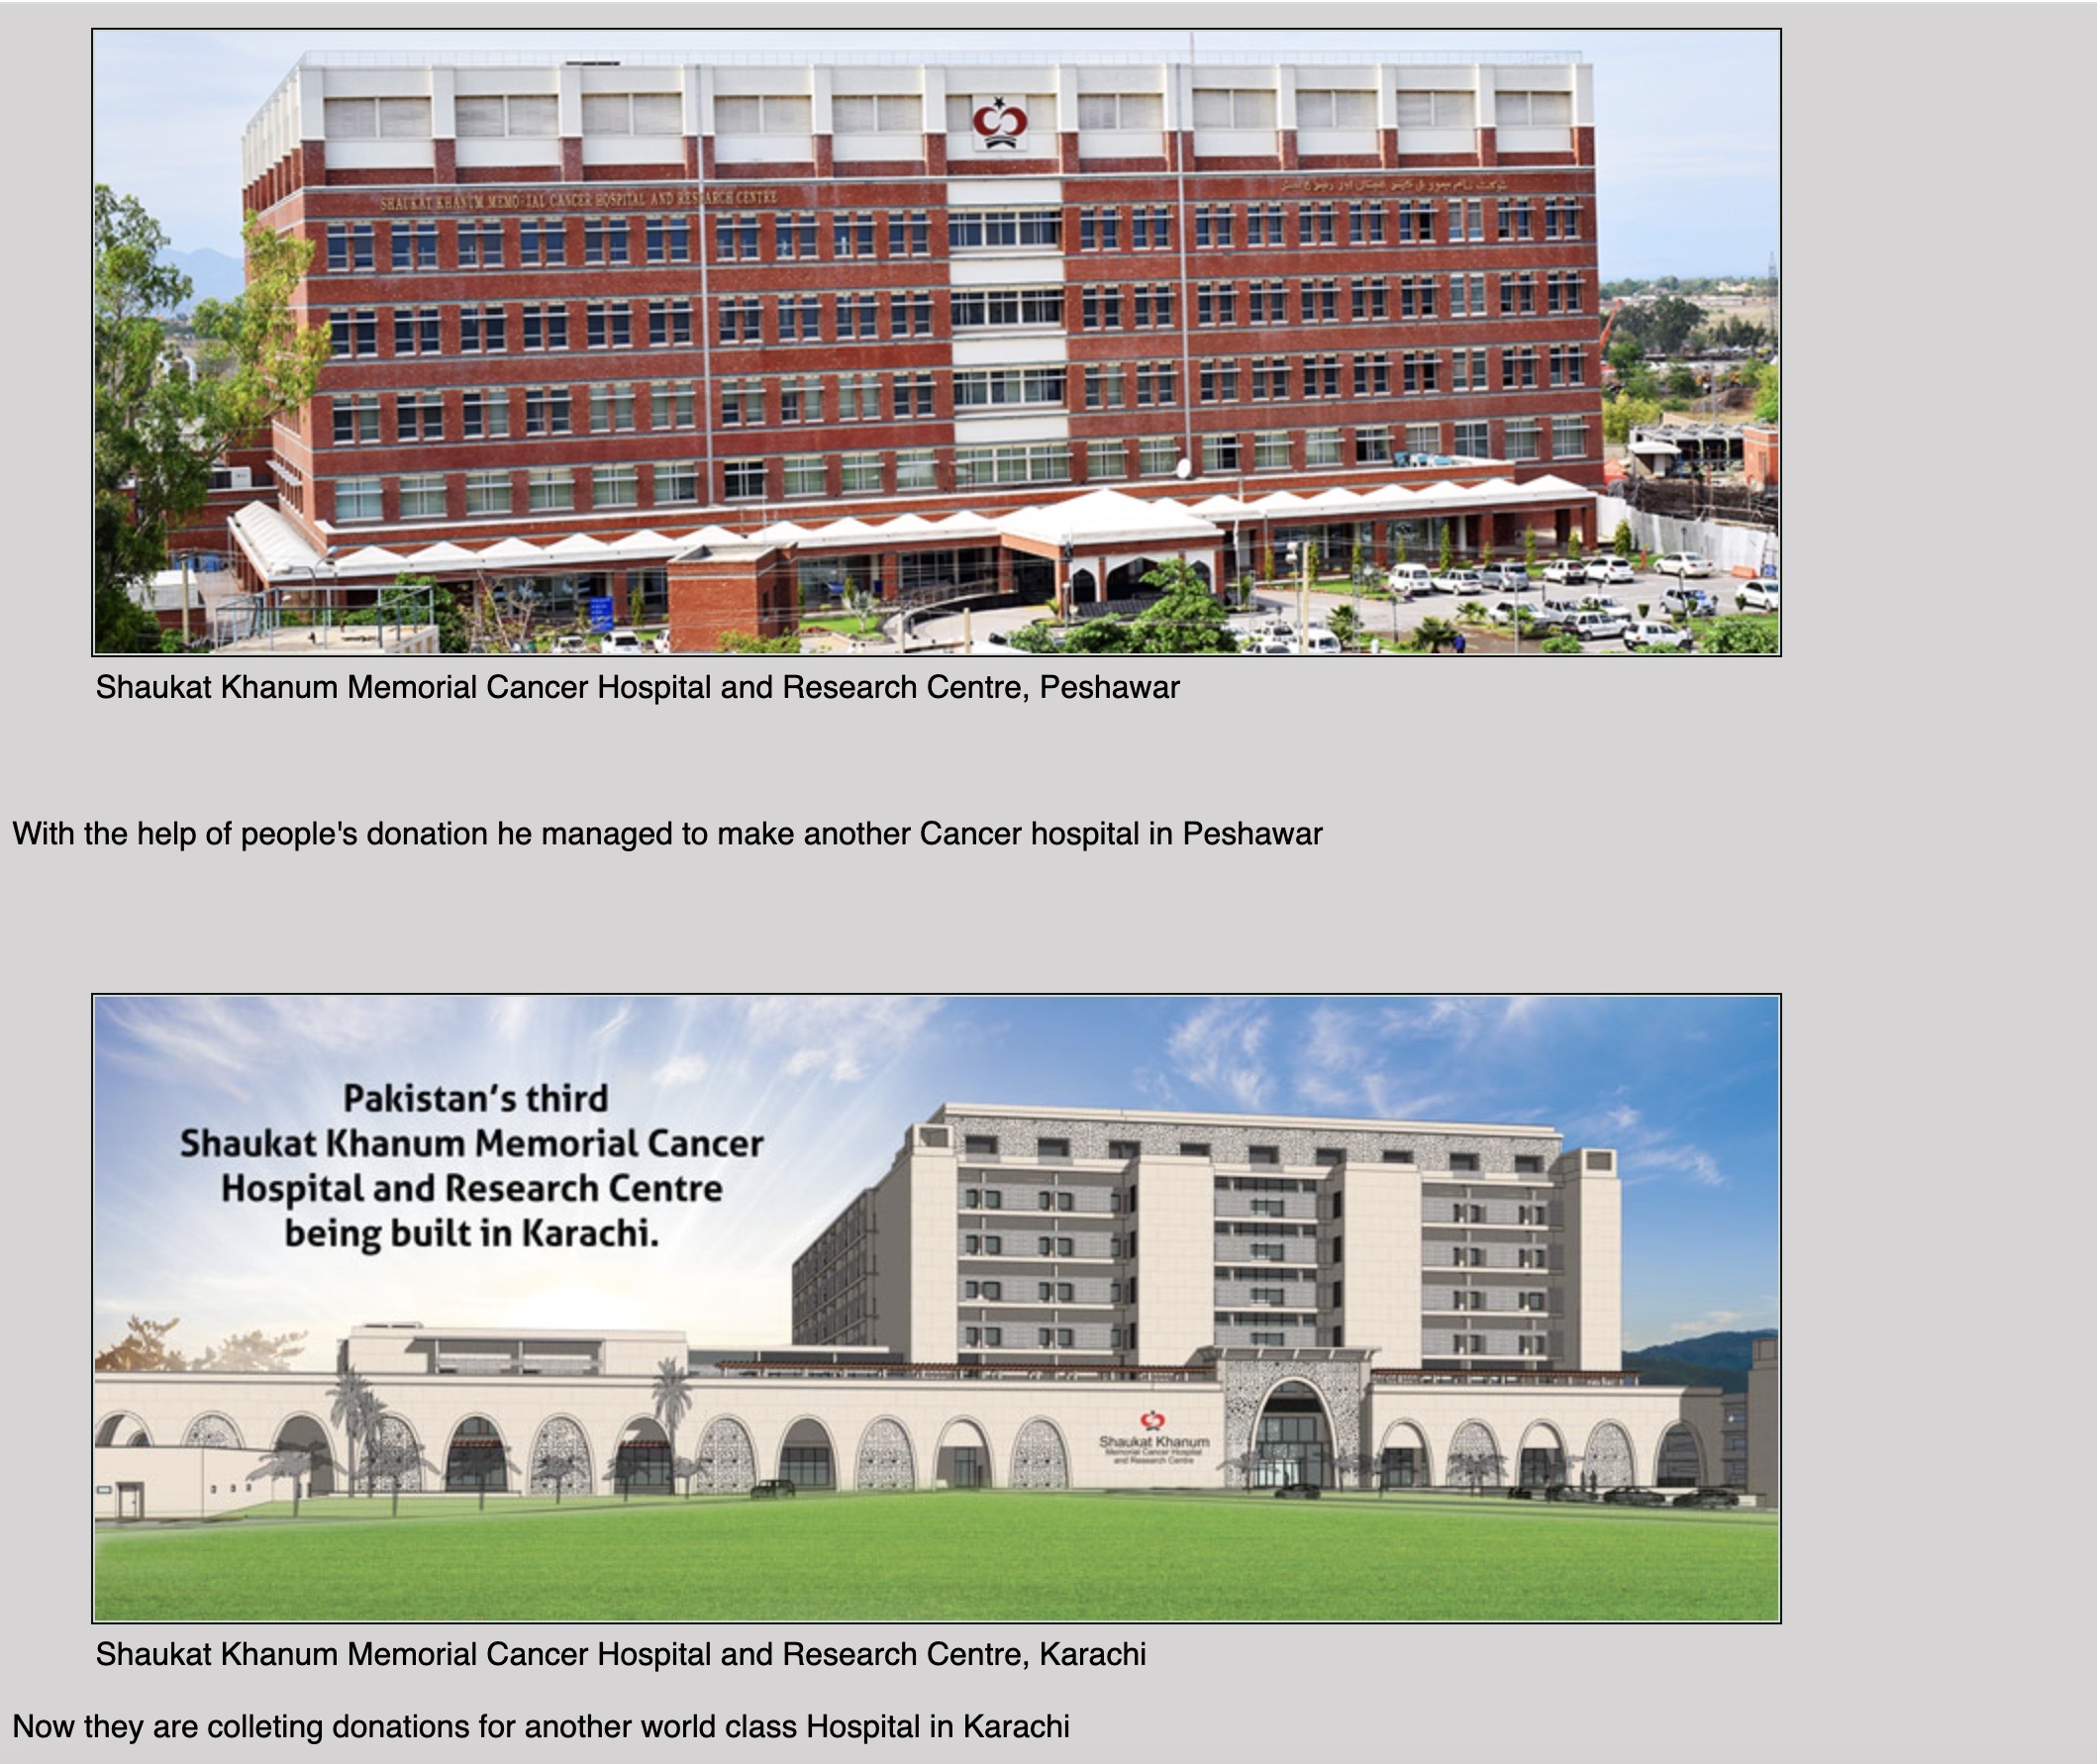 SHAUKAT KHANUM MEMO IAL CANCER HOSPITAL AND RESEARCH CENTRE
Shaukat Khanum Memorial Cancer Hospital and Research Centre, Peshawar
With the help of people's donation he managed to make another Cancer hospital in Peshawar
Pakistan's third
Shaukat Khanum Memorial Cancer
Hospital and Research Centre
being built in Karachi.
Shaukat Khanum
Memorial Cancer Hospital
and Research Centre
Shaukat Khanum Memorial Cancer Hospital and Research Centre, Karachi
Now they are colleting donations for another world class Hospital in Karachi